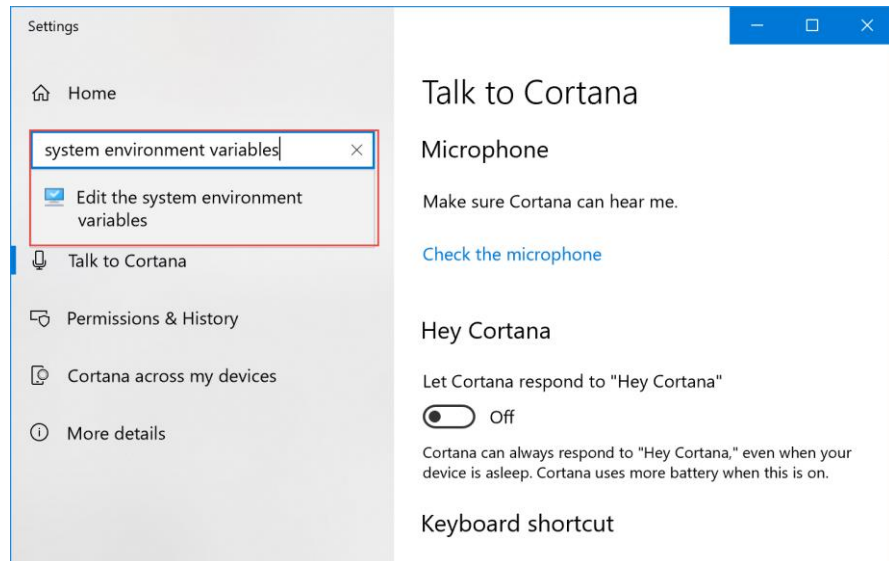 Settings
Home
system environment variables
Edit the system environment
variables
Talk to Cortana
Permissions & History
Cortana across my devices
More details
Talk to Cortana
Microphone
Make sure Cortana can hear me.
Check the microphone
Hey Cortana
Let Cortana respond to "Hey Cortana"
Off
Cortana can always respond to "Hey Cortana," even when your
device is asleep. Cortana uses more battery when this is on.
Keyboard shortcut